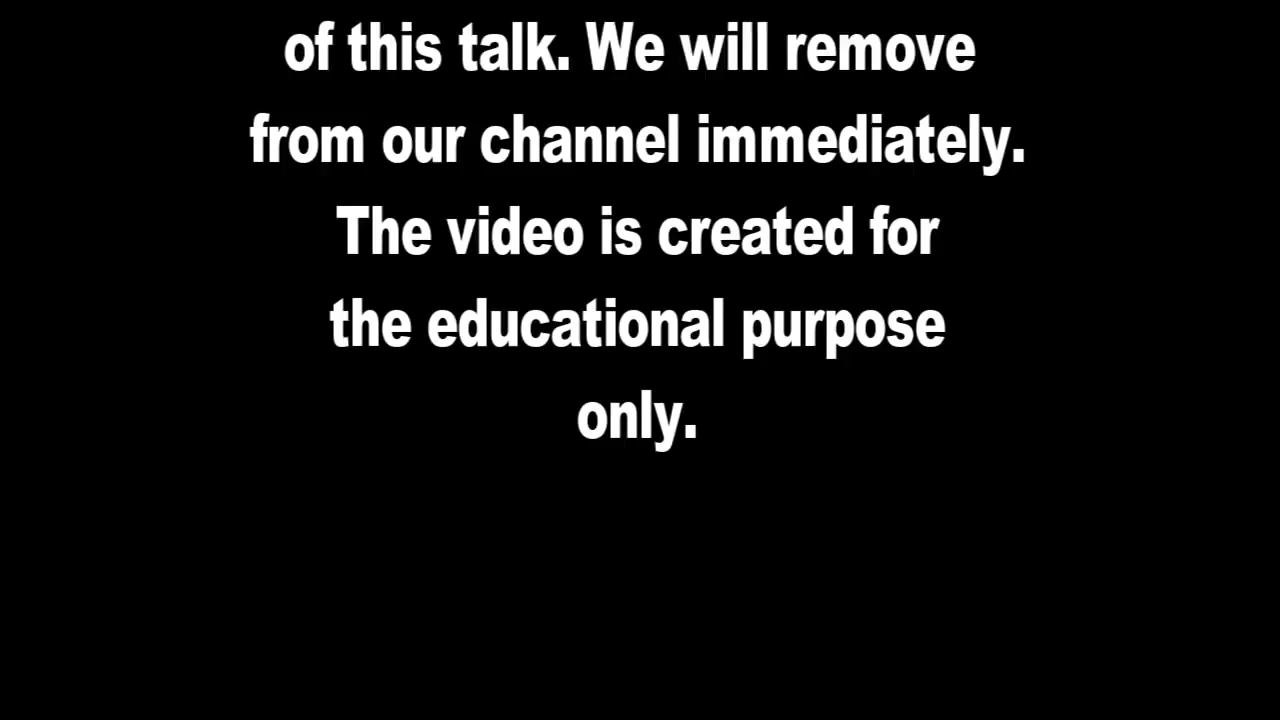 of this talk. We will remove
from our channel immediately.
The video is created for
the educational purpose
only.